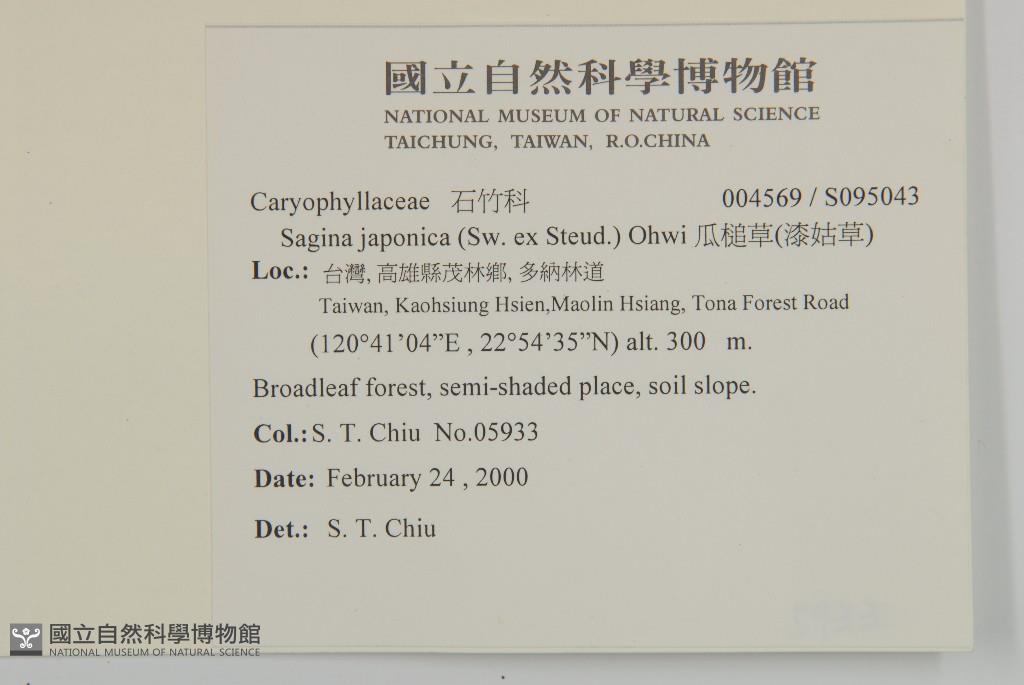 國立自然科學博物館
NATIONAL MUSEUM OF NATURAL SCIENCE
TAICHUNG, TAIWAN, R.O.CHINA
Caryophyllaceae 石竹科 004569 / S095043
Sagina japonica (Sw. ex Steud.) Ohwi 瓜槌草(漆姑草)
Loc.: 台灣, 高雄縣茂林鄉, 多納林道
Taiwan, Kaohsiung Hsien,Maolin Hsiang, Tona Forest Road
(120°41’04”E , 22°54’35”N) alt. 300 m.
Broadleaf forest, semi-shaded place, soil slope.
Col.: S. T. Chiu No.05933
Date: February 24 , 2000
Det.: S. T. Chiu
國立自然科學博物館
NATIONAL MUSEUM OF NATURAL SCIENCE